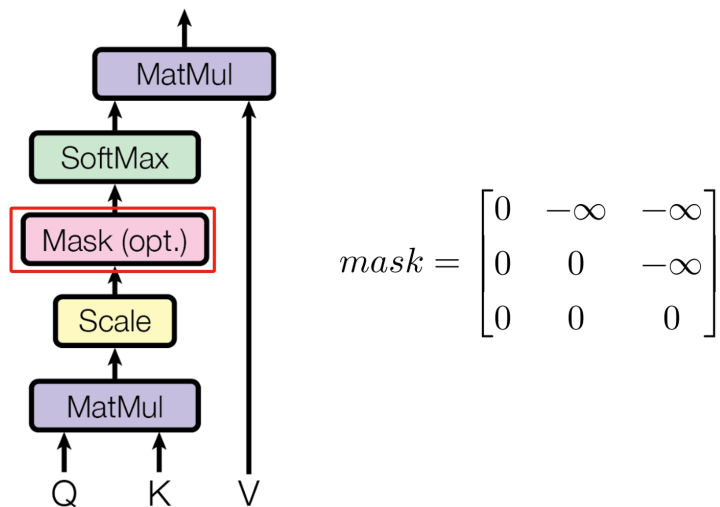 MatMul
SoftMax
Mask (opt.)
Scale
MatMul
Q K V
mask = [0 −∞ −∞
0 0 −∞
0 0 0]